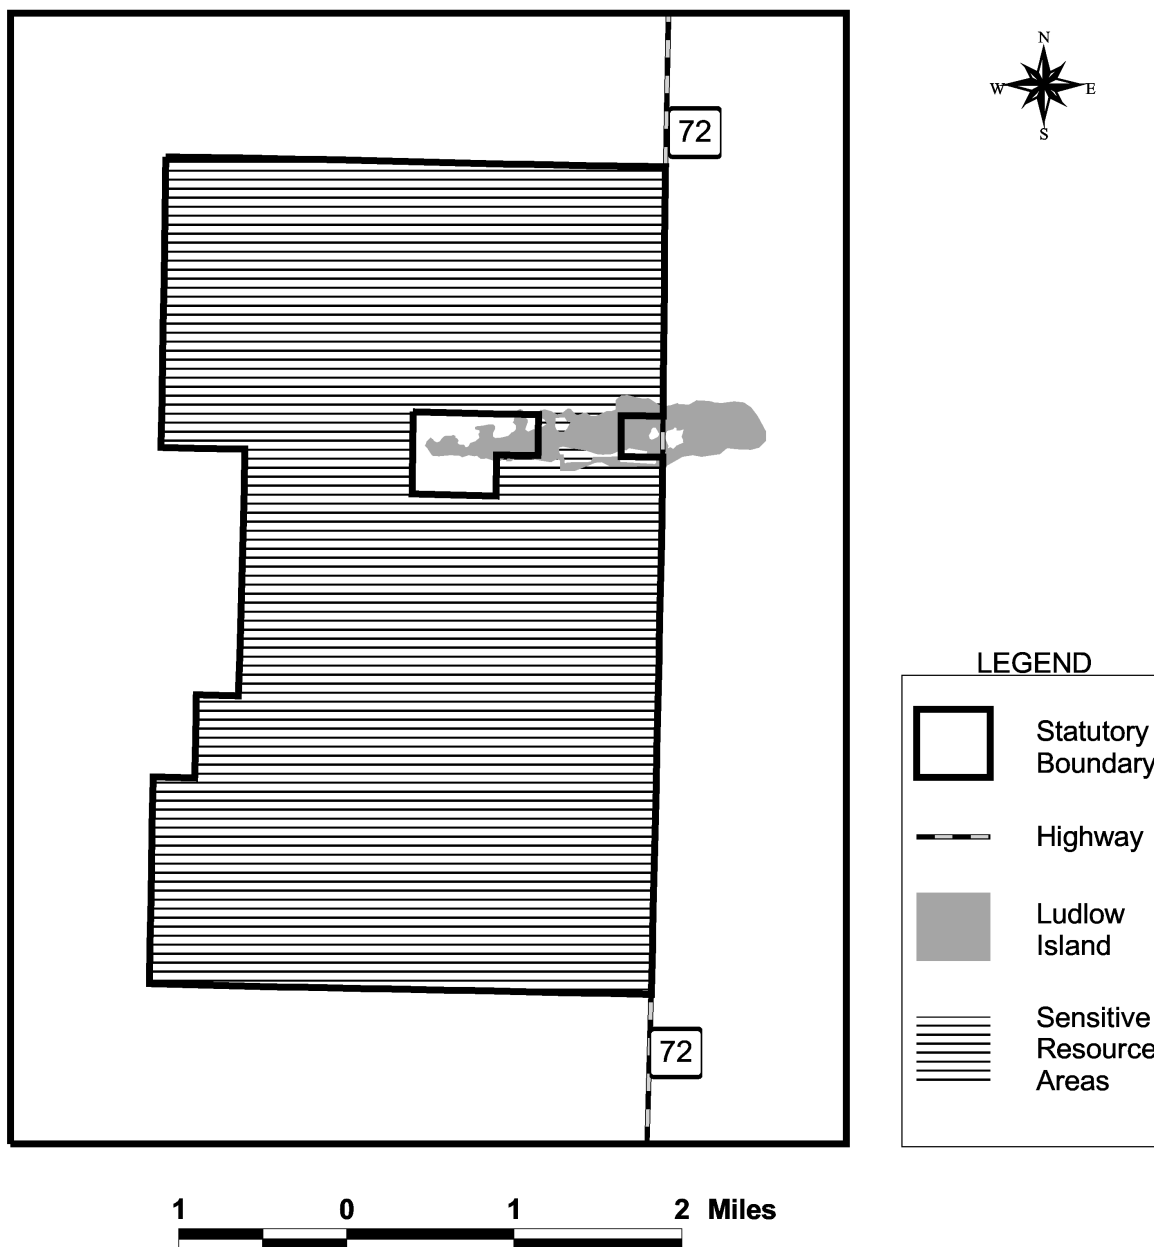 N
W E
S
72
LEGEND
Statutory
Boundary
Highway
Ludlow
Island
Sensitive
Resource
Areas
72
1 0 1 2 Miles